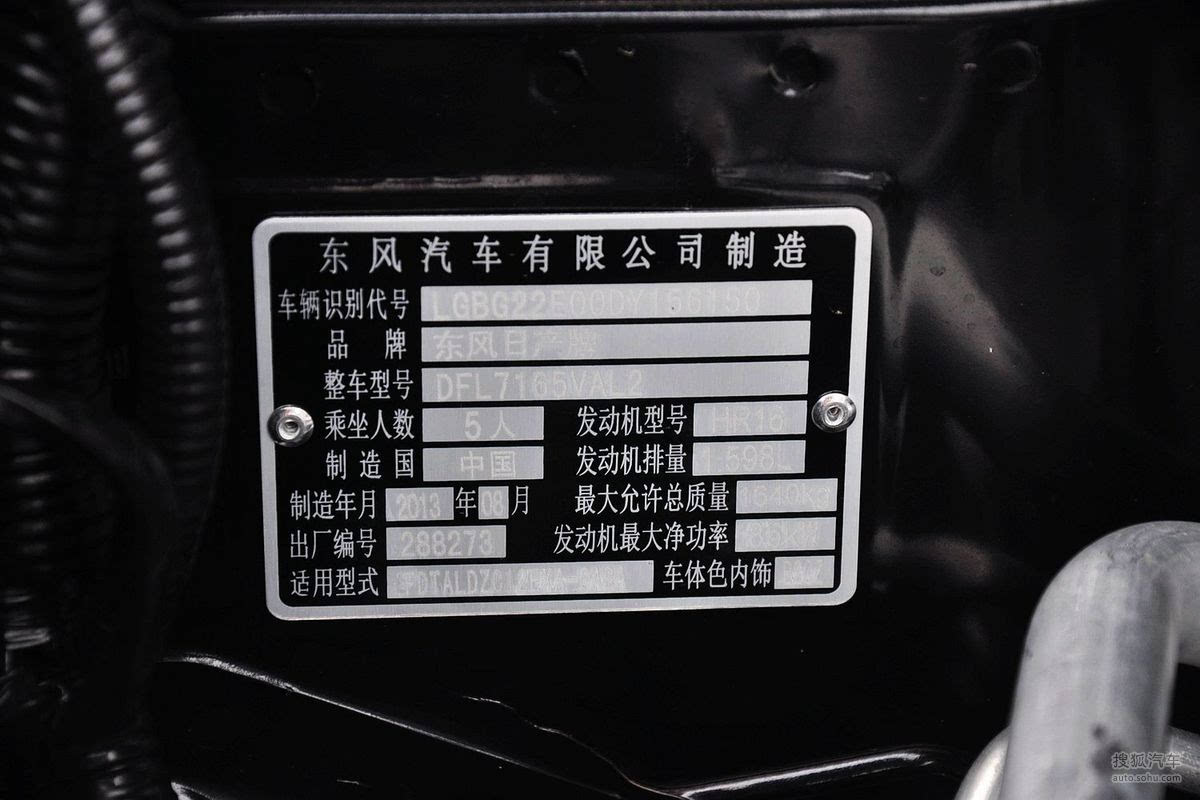 东风汽车有限公司制造
车辆识别代号 LGBG22E00DY156150
品牌 东风日产牌
整车型号 DFL7165VAL2
乘坐人数 5人 发动机型号 HR16
制造国 中国 发动机排量 1.598L
制造年月 2013年08月 最大允许总质量 1640kg
出厂编号 288273 发动机最大净功率
适用型式 车体色内饰
搜狐汽车
auto.sohu.com